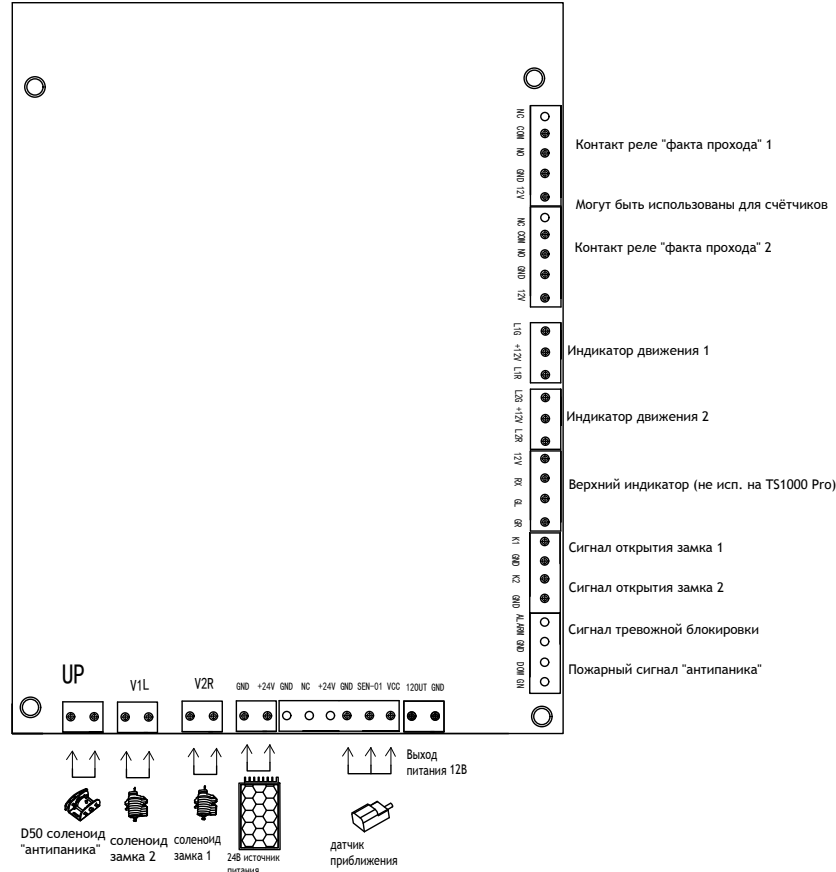 NC
COM
NO
GND
12V
Контакт реле "факта прохода" 1
Могут быть использованы для счётчиков
NC
COM
NO
GND
12V
Контакт реле "факта прохода" 2
L1G
+12V
L1R
Индикатор движения 1
L2G
+12V
L2R
Индикатор движения 2
12V
RX
GL
GR
Верхний индикатор (не исп. на TS1000 Pro)
K1
GND
K2
GND
Сигнал открытия замка 1
Сигнал открытия замка 2
ALARM
GND
DOM
GN
Сигнал тревожной блокировки
Пожарный сигнал "антипаника"
UP
V1L
V2R
GND +24V GND NC +24V GND SEN-01 VCC 12OUT GND
Выход
питания 12В
D50 соленоид
"антипаника"
соленоид
замка 2
соленоид
замка 1
24В источник
питания
датчик
приближения